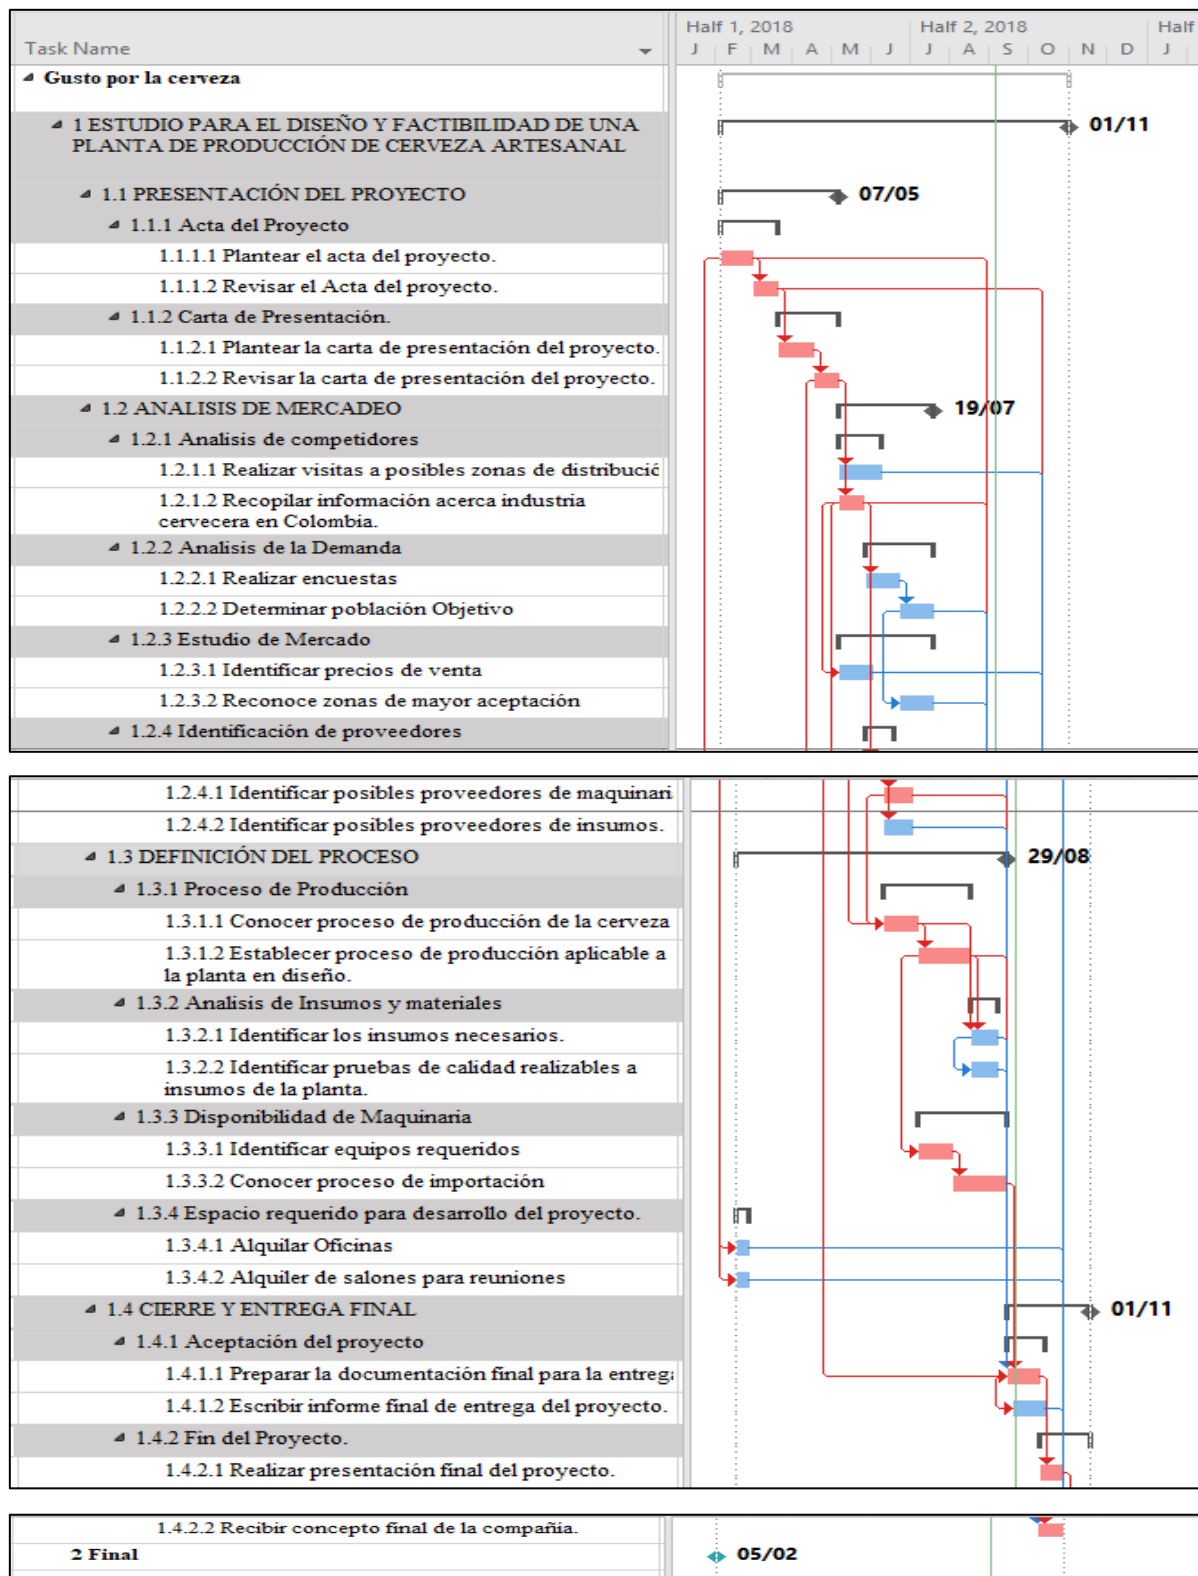 Half 1, 2018 Half 2, 2018 Half
Task Name J F M A M J J A S O N D J
Gusto por la cerveza
1 ESTUDIO PARA EL DISEÑO Y FACTIBILIDAD DE UNA
PLANTA DE PRODUCCIÓN DE CERVEZA ARTESANAL
01/11
1.1 PRESENTACIÓN DEL PROYECTO 07/05
1.1.1 Acta del Proyecto
1.1.1.1 Plantear el acta del proyecto.
1.1.1.2 Revisar el Acta del proyecto.
1.1.2 Carta de Presentación.
1.1.2.1 Plantear la carta de presentación del proyecto.
1.1.2.2 Revisar la carta de presentación del proyecto.
1.2 ANALISIS DE MERCADEO 19/07
1.2.1 Analisis de competidores
1.2.1.1 Realizar visitas a posibles zonas de distribució
1.2.1.2 Recopilar información acerca industria
cervecera en Colombia.
1.2.2 Analisis de la Demanda
1.2.2.1 Realizar encuestas
1.2.2.2 Determinar población Objetivo
1.2.3 Estudio de Mercado
1.2.3.1 Identificar precios de venta
1.2.3.2 Reconoce zonas de mayor aceptación
1.2.4 Identificación de proveedores
1.2.4.1 Identificar posibles proveedores de maquinari
1.2.4.2 Identificar posibles proveedores de insumos.
1.3 DEFINICIÓN DEL PROCESO 29/08
1.3.1 Proceso de Producción
1.3.1.1 Conocer proceso de producción de la cerveza
1.3.1.2 Establecer proceso de producción aplicable a
la planta en diseño.
1.3.2 Analisis de Insumos y materiales
1.3.2.1 Identificar los insumos necesarios.
1.3.2.2 Identificar pruebas de calidad realizables a
insumos de la planta.
1.3.3 Disponibilidad de Maquinaria
1.3.3.1 Identificar equipos requeridos
1.3.3.2 Conocer proceso de importación
1.3.4 Espacio requerido para desarrollo del proyecto.
1.3.4.1 Alquilar Oficinas
1.3.4.2 Alquiler de salones para reuniones
1.4 CIERRE Y ENTREGA FINAL 01/11
1.4.1 Aceptación del proyecto
1.4.1.1 Preparar la documentación final para la entrega
1.4.1.2 Escribir informe final de entrega del proyecto.
1.4.2 Fin del Proyecto.
1.4.2.1 Realizar presentación final del proyecto.
1.4.2.2 Recibir concepto final de la compañia.
2 Final 05/02